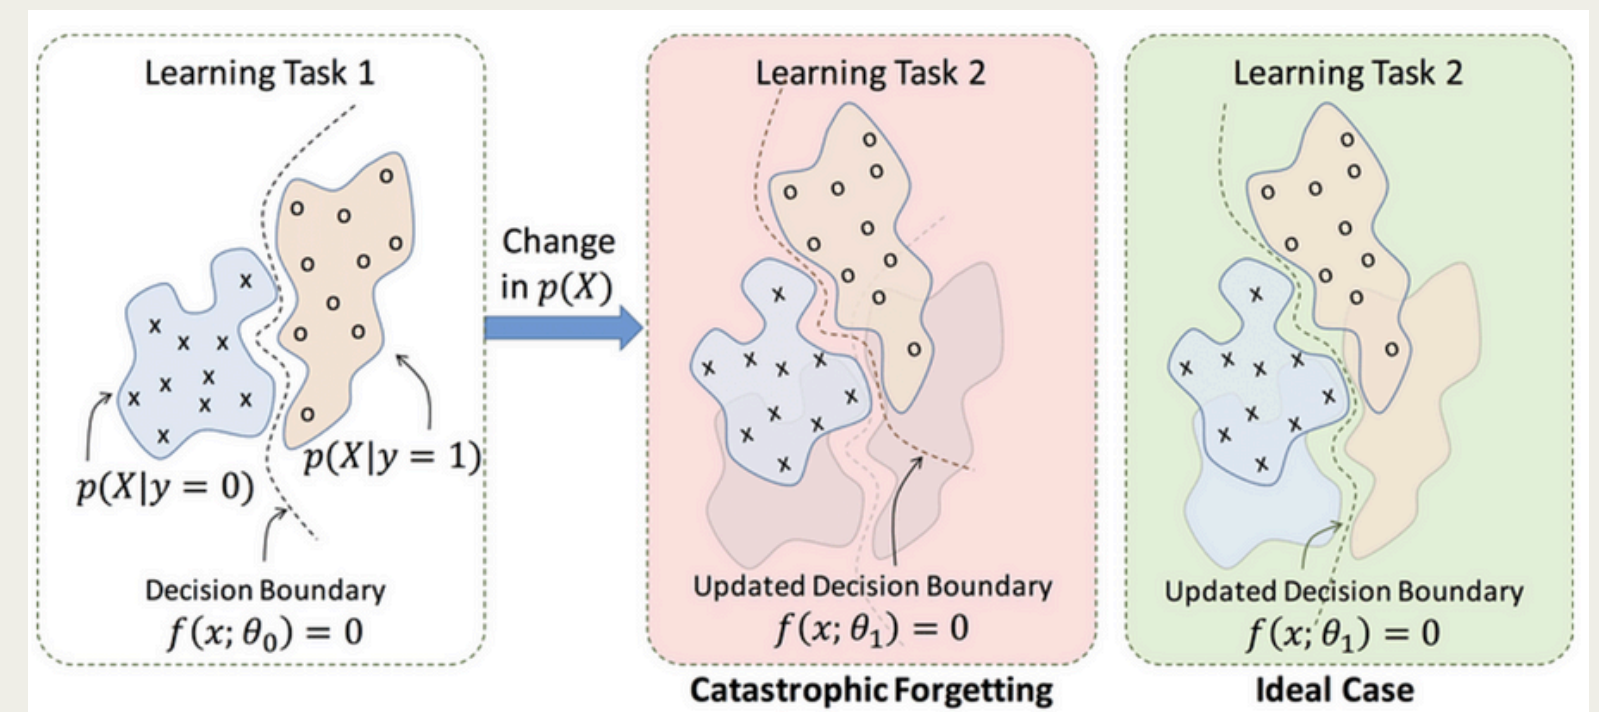 Learning Task 1
x
x
x
x
x
x
x
x
x
x
o
o
o
o
o
o
o
o
o
o
p(X|y = 0)
p(X|y = 1)
Decision Boundary
f(x; θ₀) = 0
Change
in p(X)
Learning Task 2
o
o
o
o
o
o
o
o
o
o
x
x
x
x
x
x
x
x
x
x
Updated Decision Boundary
f(x; θ₁) = 0
Catastrophic Forgetting
Learning Task 2
o
o
o
o
o
o
o
o
o
o
x
x
x
x
x
x
x
x
x
x
Updated Decision Boundary
f(x; θ₁) = 0
Ideal Case